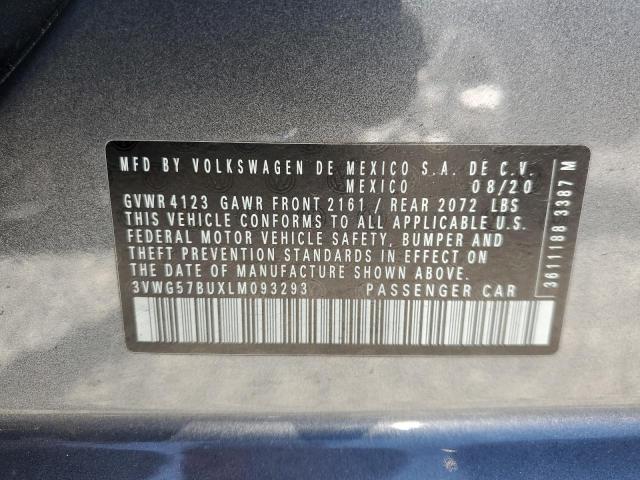 MFD BY VOLKSWAGEN DE MEXICO S.A. DE C.V.
MEXICO 08/20
GVWR 4123 GAWR FRONT 2161 / REAR 2072 LBS
THIS VEHICLE CONFORMS TO ALL APPLICABLE U.S.
FEDERAL MOTOR VEHICLE SAFETY, BUMPER AND
THEFT PREVENTION STANDARDS IN EFFECT ON
THE DATE OF MANUFACTURE SHOWN ABOVE.
3VWG57BUXLM093293 PASSENGER CAR
3611188 3387 M